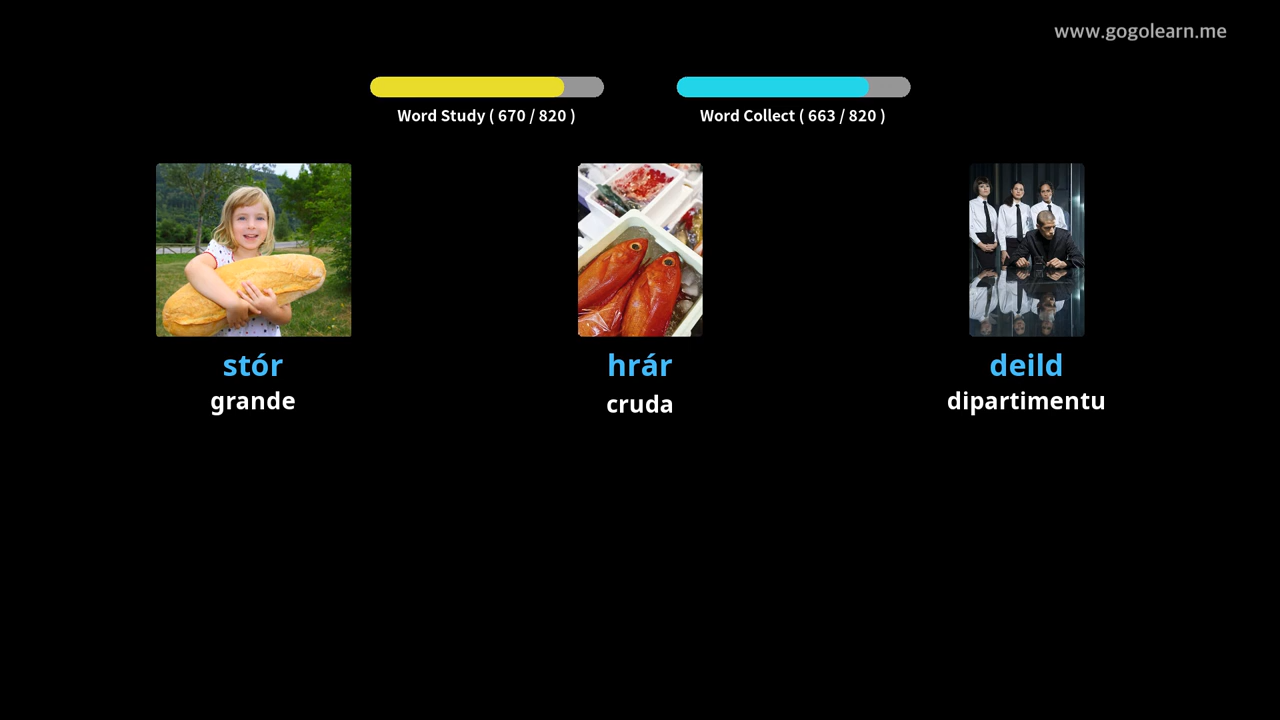 www.gogolearn.me
Word Study ( 670 / 820 )
Word Collect ( 663 / 820 )
stór
grande
hrár
cruda
deild
dipartimentu